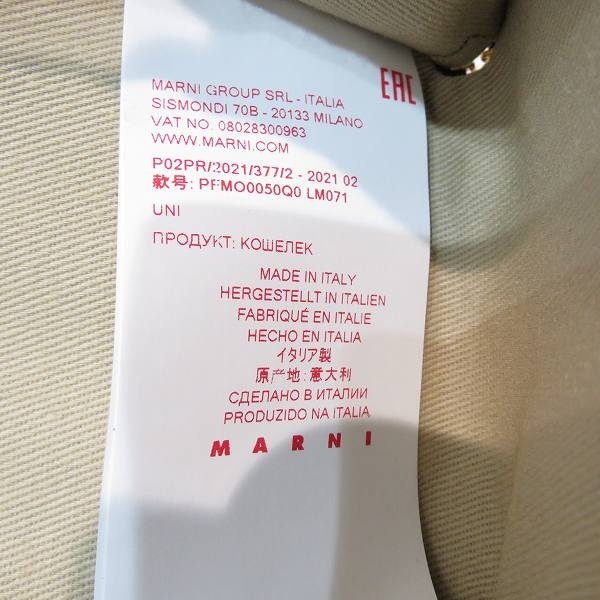 EAC
MARNI GROUP SRL - ITALIA
SISMONDI 70B - 20133 MILANO
VAT NO. 08028300963
WWW.MARNI.COM
P02PR/2021/377/2 - 2021 02
款号: PFMO0050Q0 LM071
UNI
ПРОДУКТ: КОШЕЛЕК
MADE IN ITALY
HERGESTELLT IN ITALIEN
FABRIQUÉ EN ITALIE
HECHO EN ITALIA
イタリア製
原产地:意大利
СДЕЛАНО В ИТАЛИИ
PRODUZIDO NA ITALIA
MARNI